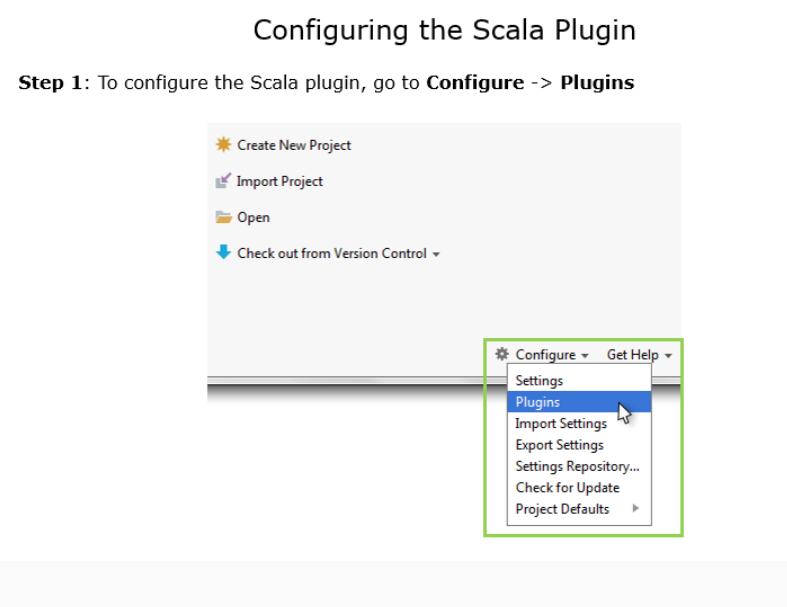 Configuring the Scala Plugin
Step 1: To configure the Scala plugin, go to Configure -> Plugins
Create New Project
Import Project
Open
Check out from Version Control
Configure Get Help
Settings
Plugins
Import Settings
Export Settings
Settings Repository...
Check for Update
Project Defaults